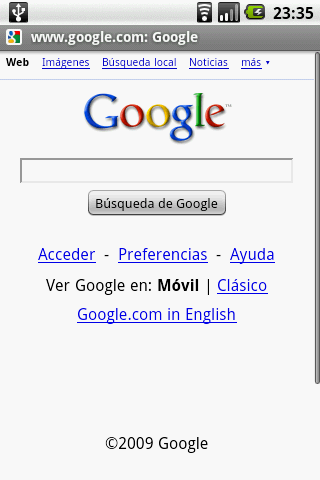 23:35
www.google.com: Google
Web Imágenes Búsqueda local Noticias más ▾
Google™
Búsqueda de Google
Acceder - Preferencias - Ayuda
Ver Google en: Móvil | Clásico
Google.com in English
©2009 Google